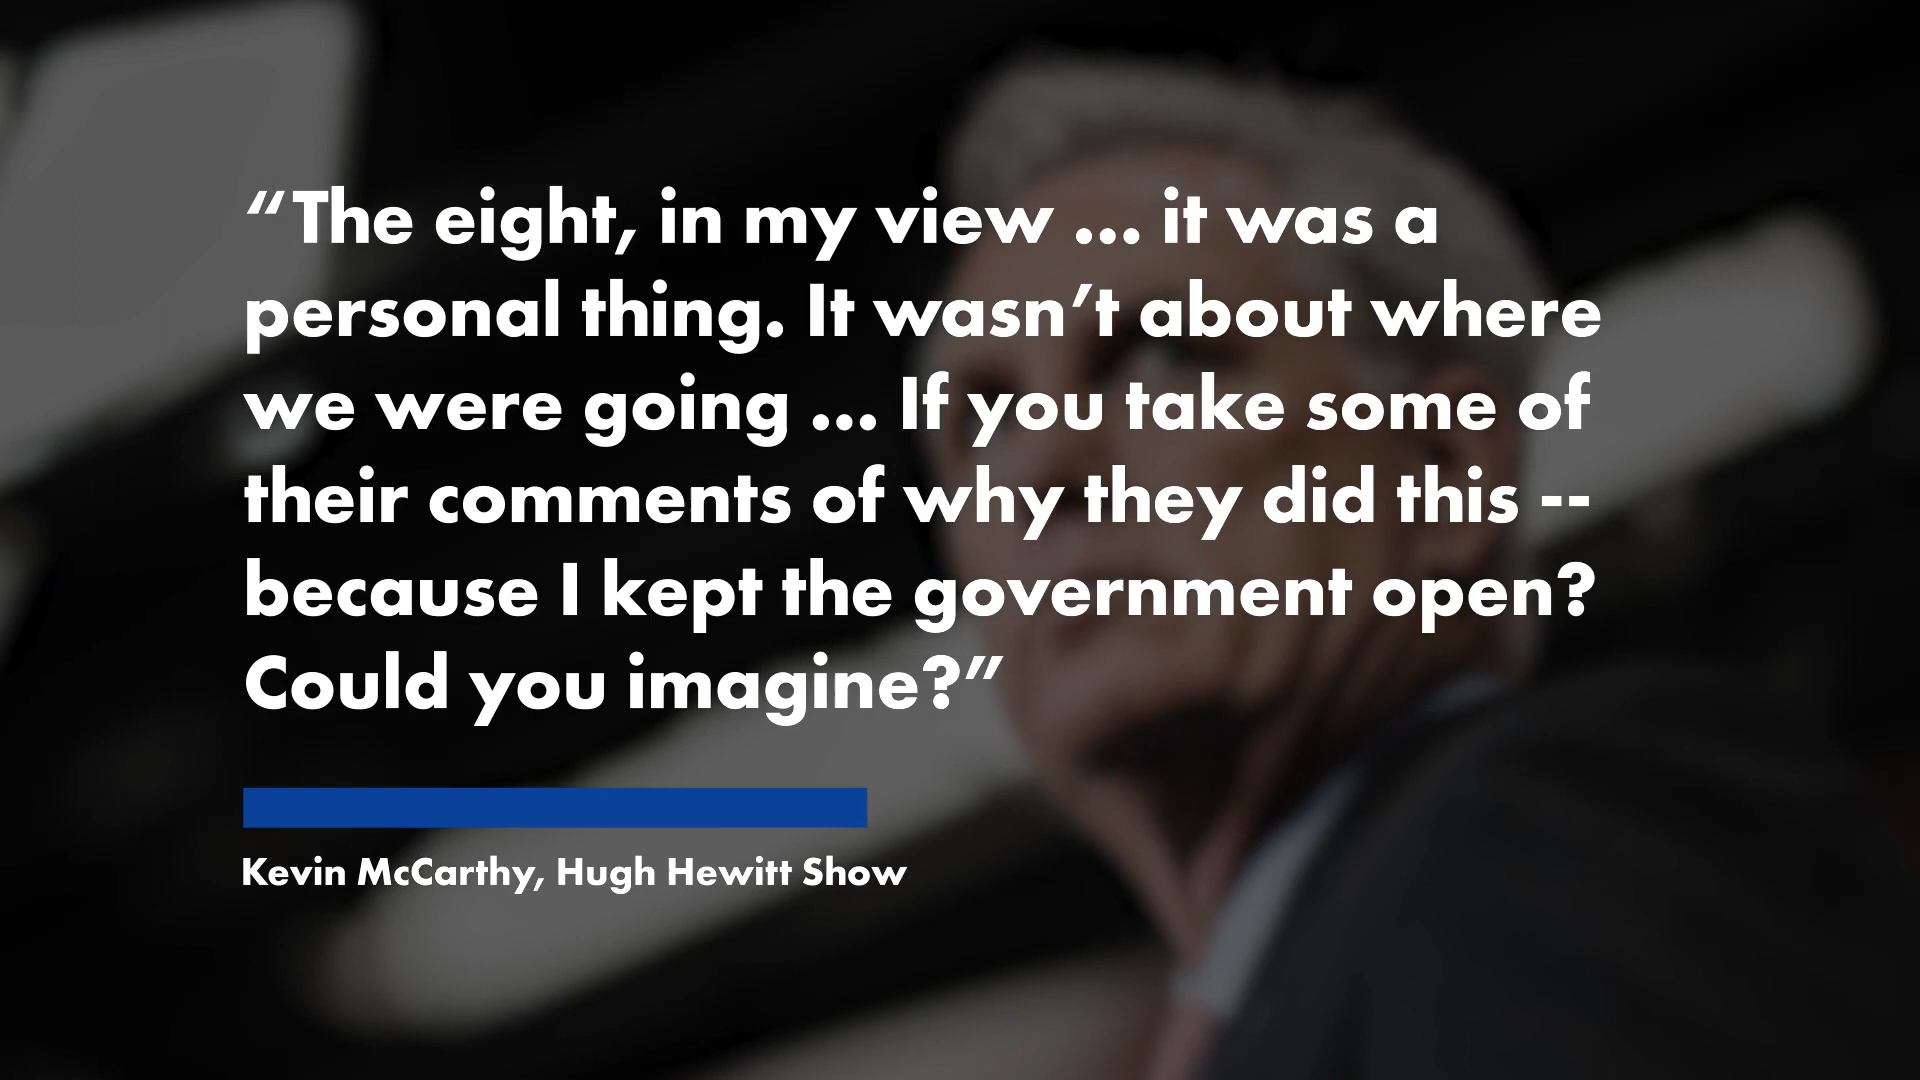 “The eight, in my view ... it was a
personal thing. It wasn’t about where
we were going ... If you take some of
their comments of why they did this --
because I kept the government open?
Could you imagine?”
Kevin McCarthy, Hugh Hewitt Show